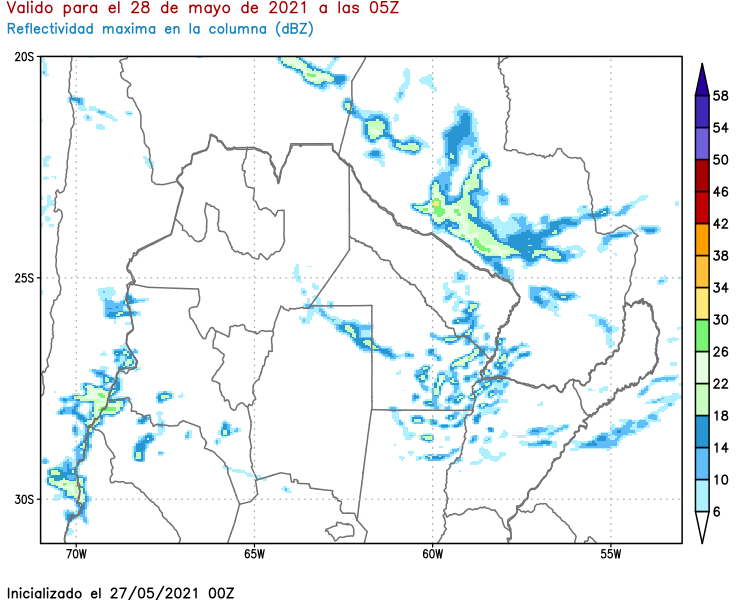 Valido para el 28 de mayo de 2021 a las 05Z
Reflectividad maxima en la columna (dBZ)
20S
25S
30S
70W 65W 60W 55W
58
54
50
46
42
38
34
30
26
22
18
14
10
6
Inicializado el 27/05/2021 00Z